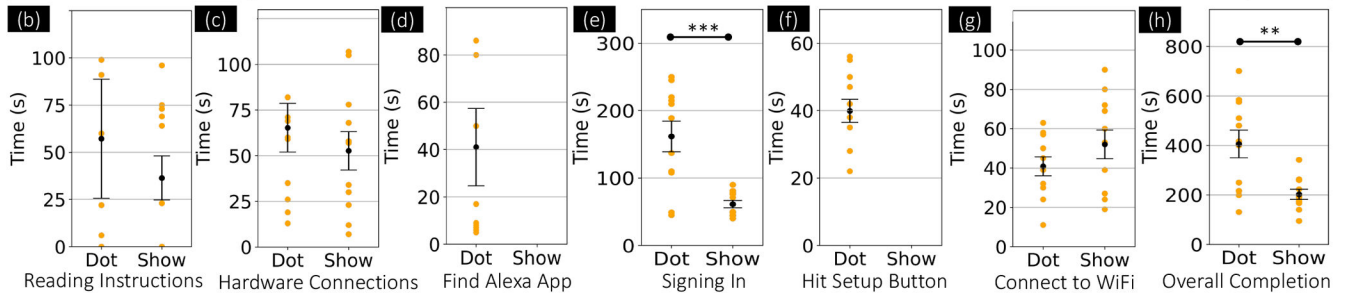 (b)
Time (s)
100
75
50
25
0
Dot Show
Reading Instructions
(c)
Time (s)
100
75
50
25
0
Dot Show
Hardware Connections
(d)
Time (s)
80
60
40
20
0
Dot Show
Find Alexa App
(e)
Time (s)
300
200
100
0
***
Dot Show
Signing In
(f)
Time (s)
60
40
20
0
Dot Show
Hit Setup Button
(g)
Time (s)
100
80
60
40
20
0
Dot Show
Connect to WiFi
(h)
Time (s)
800
600
400
200
0
**
Dot Show
Overall Completion